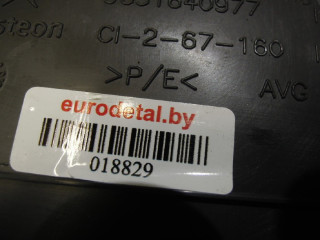 CI-2-67-160
>P/E<
AVG
eurodetal.by
018829